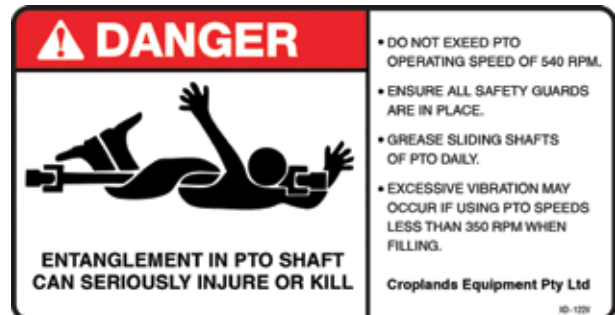 DANGER
ENTANGLEMENT IN PTO SHAFT
CAN SERIOUSLY INJURE OR KILL
• DO NOT EXEED PTO
OPERATING SPEED OF 540 RPM.
• ENSURE ALL SAFETY GUARDS
ARE IN PLACE.
• GREASE SLIDING SHAFTS
OF PTO DAILY.
• EXCESSIVE VIBRATION MAY
OCCUR IF USING PTO SPEEDS
LESS THAN 350 RPM WHEN
FILLING.
Croplands Equipment Pty Ltd